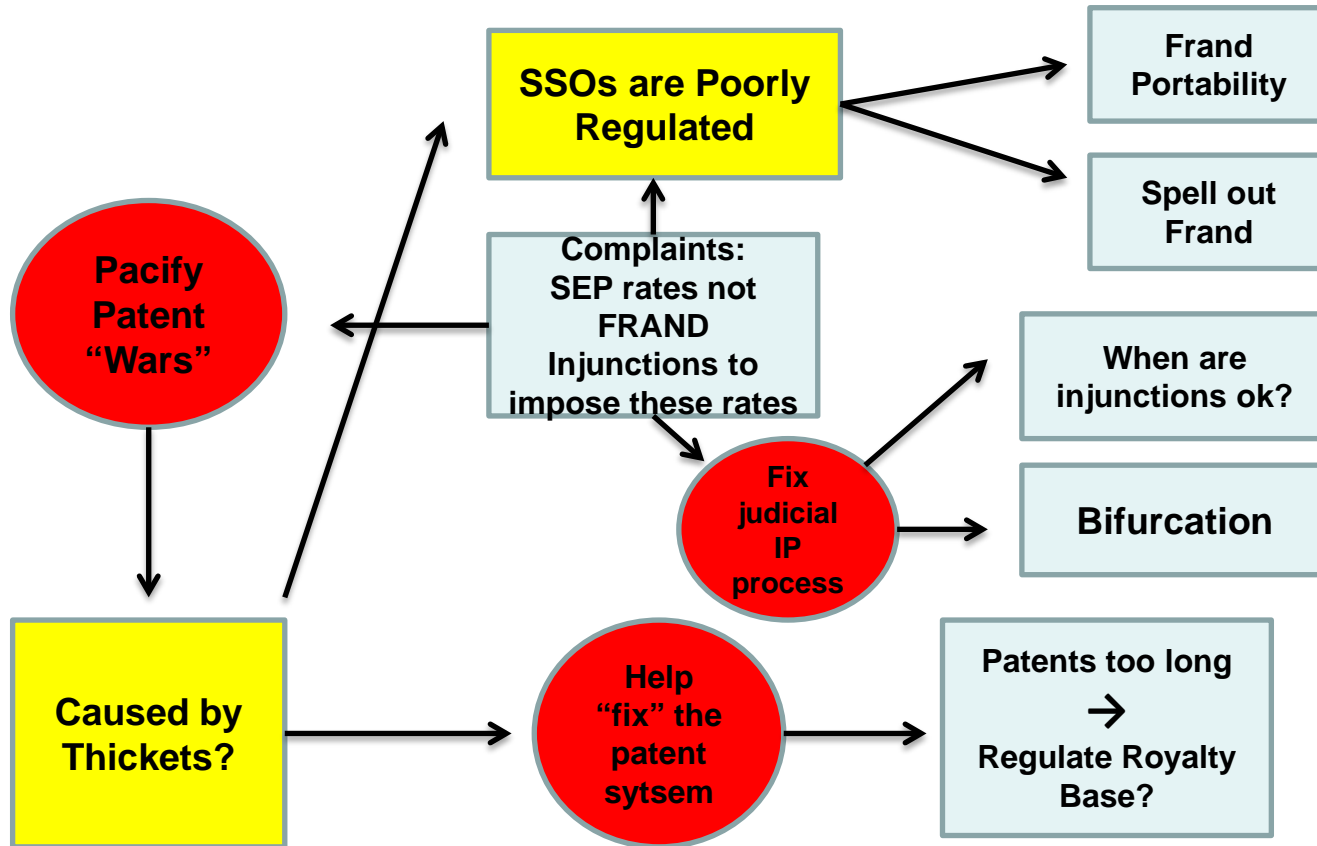 SSOs are Poorly
Regulated
Frand
Portability
Spell out
Frand
Pacify
Patent
“Wars”
Complaints:
SEP rates not
FRAND
Injunctions to
impose these rates
When are
injunctions ok?
Fix
judicial
IP
process
Bifurcation
Caused by
Thickets?
Help
“fix” the
patent
sytsem
Patents too long
→
Regulate Royalty
Base?